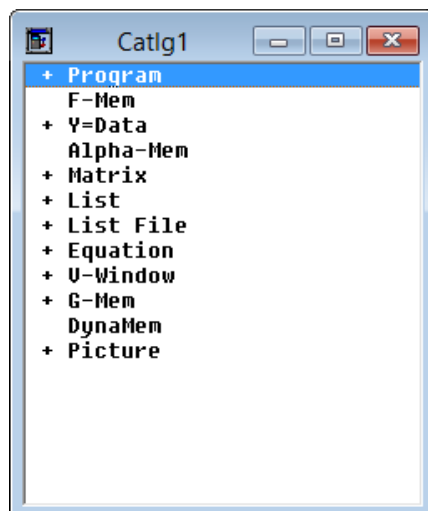 Catlg1
+ Program
F-Mem
+ Y=Data
Alpha-Mem
+ Matrix
+ List
+ List File
+ Equation
+ V-Window
+ G-Mem
DynaMem
+ Picture